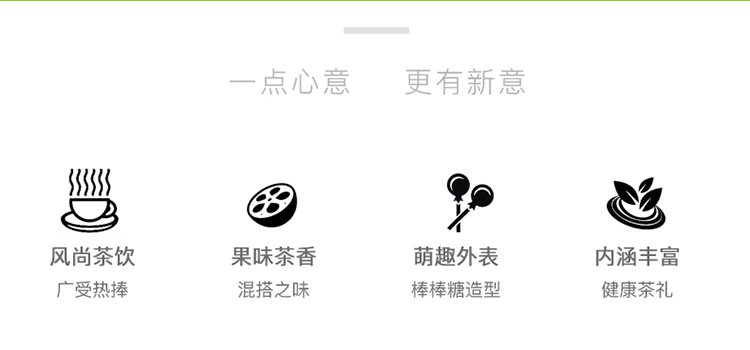 一点心意 更有新意
风尚茶饮 果味茶香 萌趣外表 内涵丰富
广受热捧 混搭之味 棒棒糖造型 健康茶礼